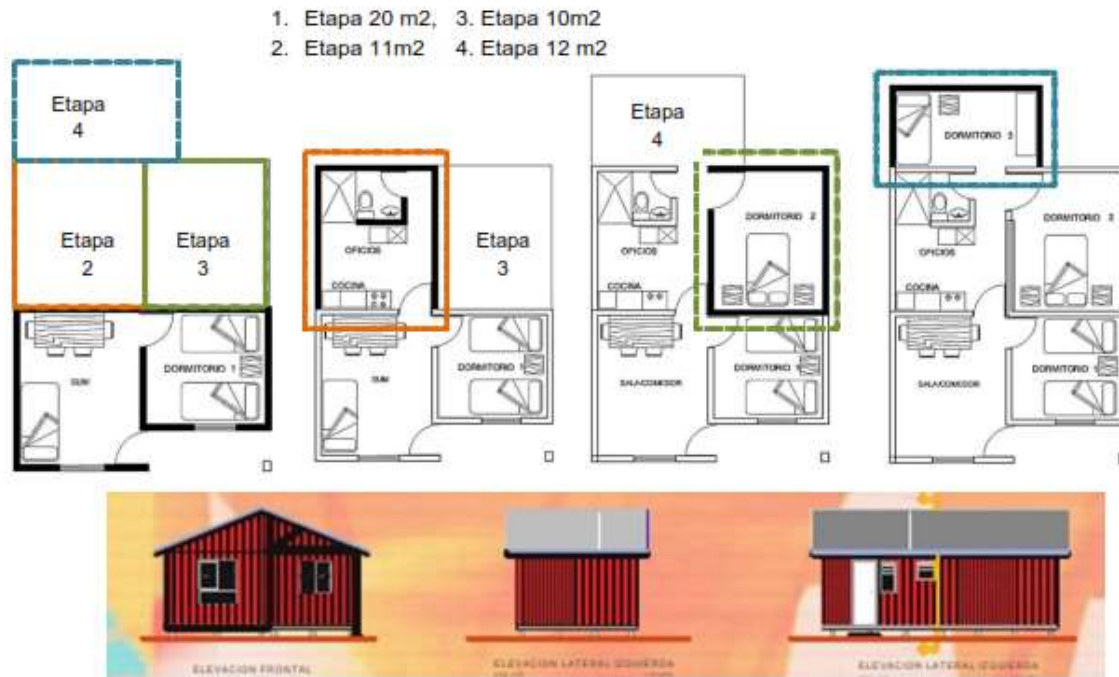 1. Etapa 20 m2, 3. Etapa 10m2
2. Etapa 11m2 4. Etapa 12 m2
Etapa
4
Etapa
2
Etapa
3
SUM
DORMITORIO 1
OFICIOS
COCINA
Etapa
3
SUM
DORMITORIO 1
Etapa
4
DORMITORIO 2
OFICIOS
COCINA
SALA/COMEDOR
DORMITORIO 1
DORMITORIO 3
DORMITORIO 2
OFICIOS
COCINA
SALA/COMEDOR
DORMITORIO 1
ELEVACION FRONTAL
ELEVACION LATERAL IZQUIERDA
ELEVACION LATERAL IZQUIERDA